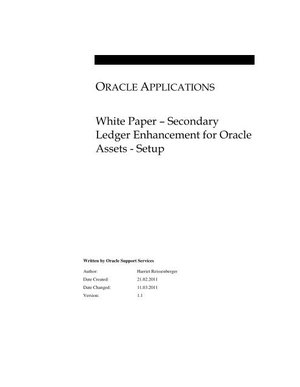 ORACLE APPLICATIONS
White Paper – Secondary
Ledger Enhancement for Oracle
Assets - Setup
Written by Oracle Support Services
Author: Harriet Reissenberger
Date Created: 21.02.2011
Date Changed: 11.03.2011
Version: 1.1